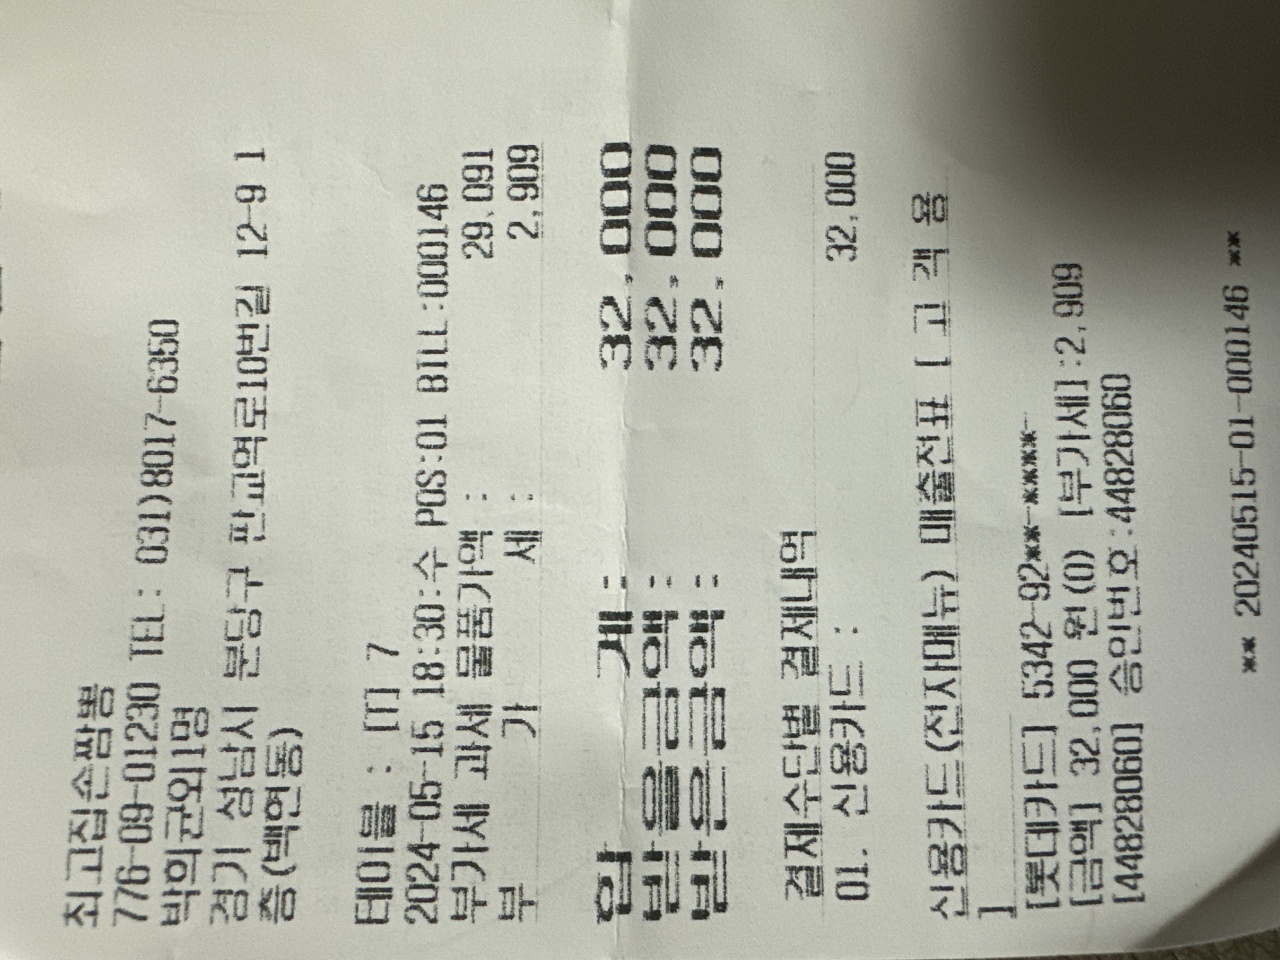 최고집손짬뽕
776-09-01230 TEL : 031)8017-6350
박희군외1명
경기 성남시 분당구 판교역로10번길 12-9 1
층(백현동)
테이블 : [T] 7
2024-05-15 18:30:수 POS:01 BILL:000146
부가세 과세 물품가액 : 29,091
부 가 세 : 2,909
합 계 : 32,000
받을금액 : 32,000
받은금액 : 32,000
결제수단별 결제내역
01. 신용카드 : 32,000
신용카드(전자메뉴) 매출전표 [ 고 객 용
]
[롯데카드] 5342-92**-****-
[금액] 32,000 원(0) [부가세]:2,909
[44828060] 승인번호:44828060
** 20240515-01-000146 **